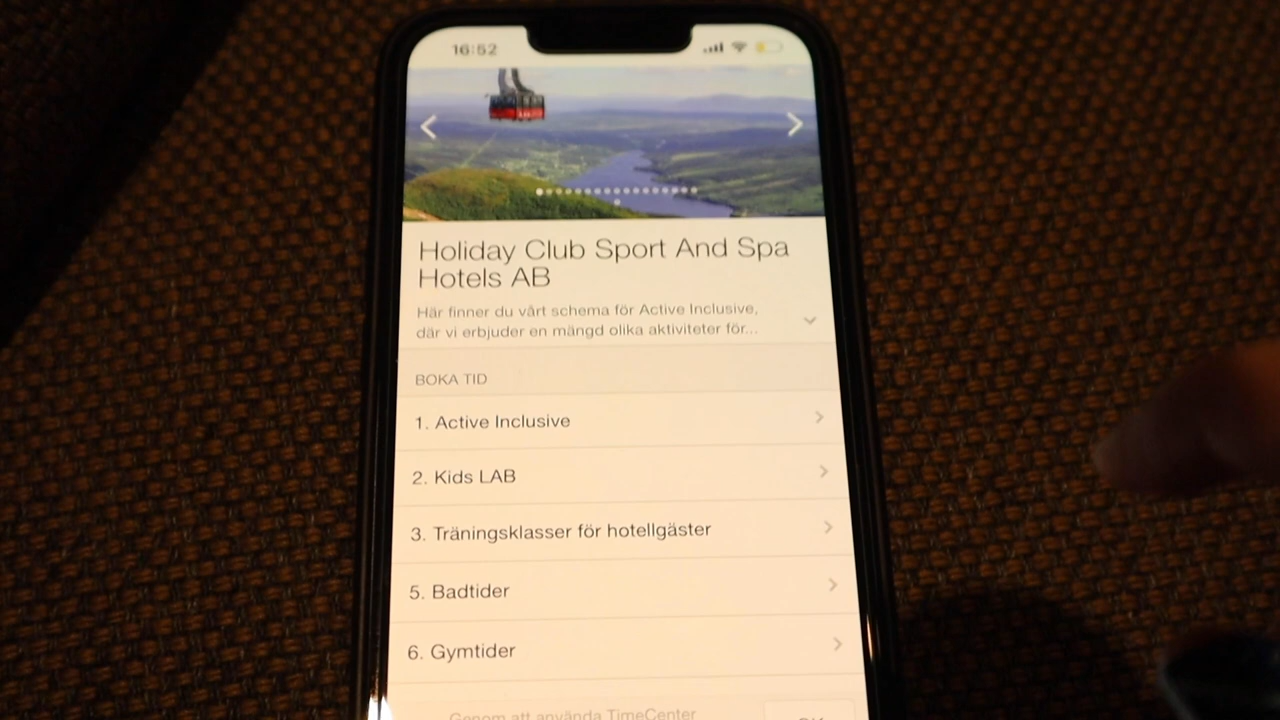 16:52
Holiday Club Sport And Spa
Hotels AB
Här finner du vårt schema för Active Inclusive,
där vi erbjuder en mängd olika aktiviteter för...
BOKA TID
1. Active Inclusive
2. Kids LAB
3. Träningsklasser för hotellgäster
5. Badtider
6. Gymtider
Genom att använda TimeCenter
OK